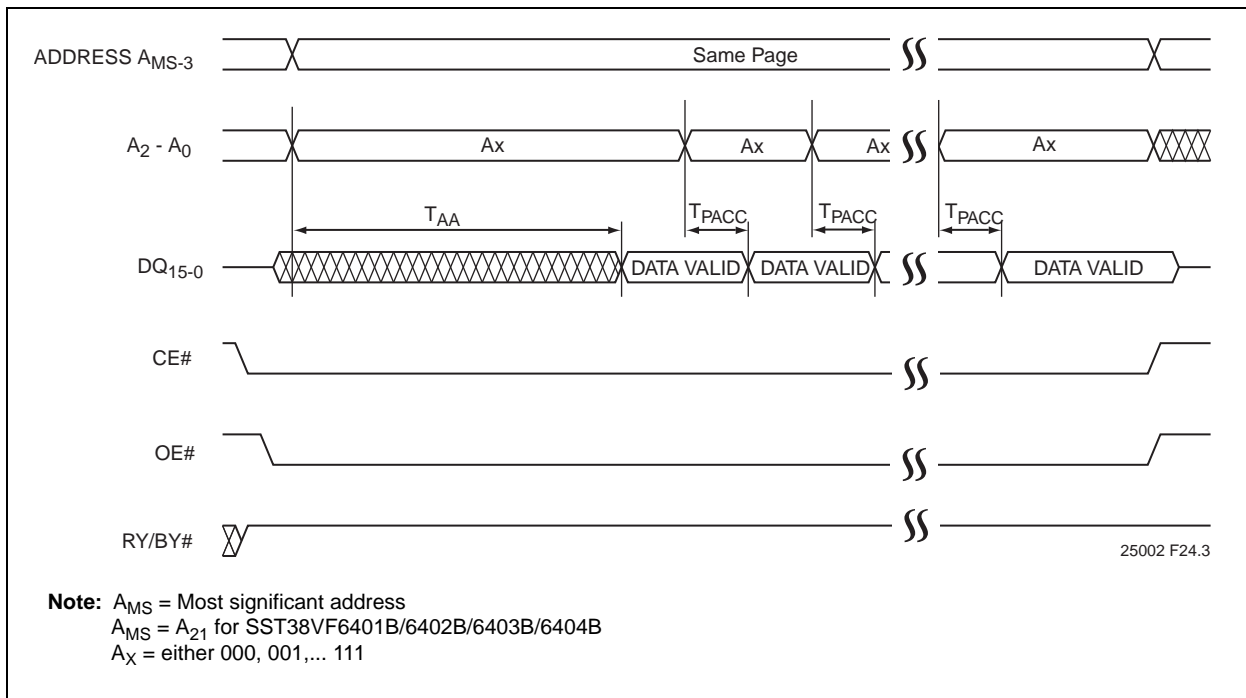 ADDRESS AMS-3
Same Page
A2 - A0
Ax
Ax
Ax
Ax
TAA
TPACC
TPACC
TPACC
DQ15-0
DATA VALID
DATA VALID
DATA VALID
CE#
OE#
RY/BY#
25002 F24.3
Note: AMS = Most significant address
AMS = A21 for SST38VF6401B/6402B/6403B/6404B
AX = either 000, 001,... 111